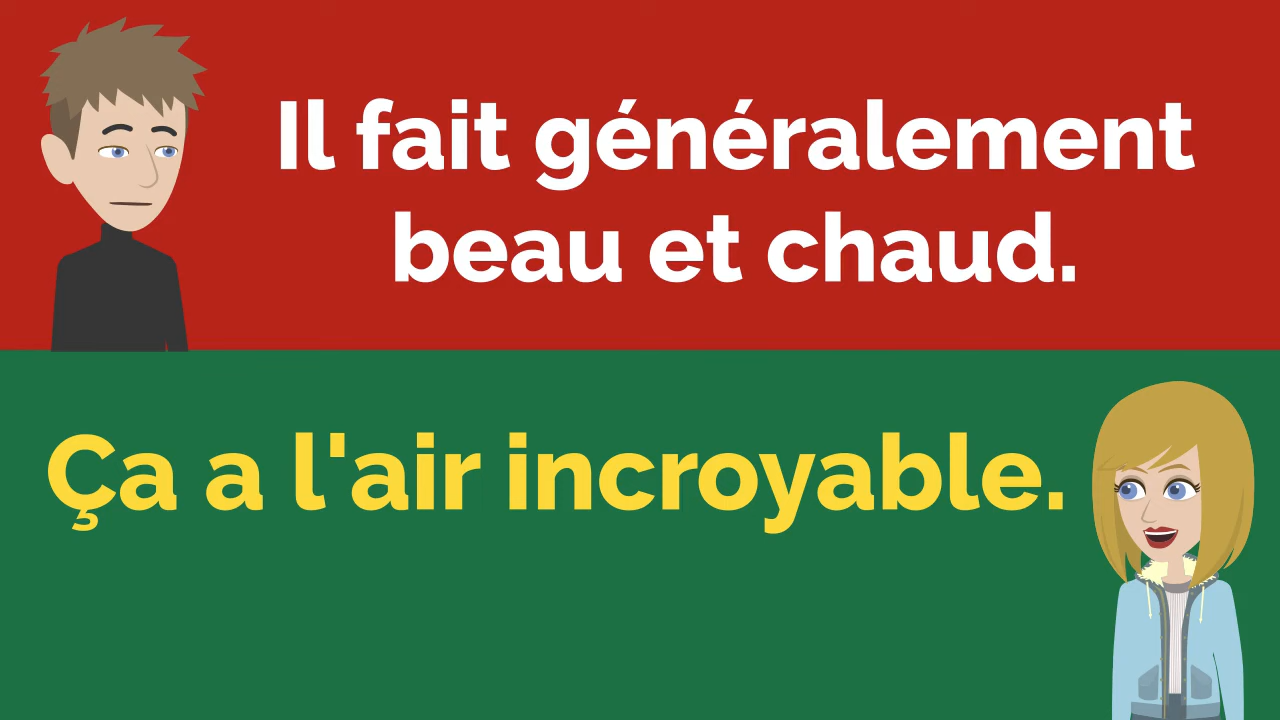 Il fait généralement
beau et chaud.
Ça a l'air incroyable.